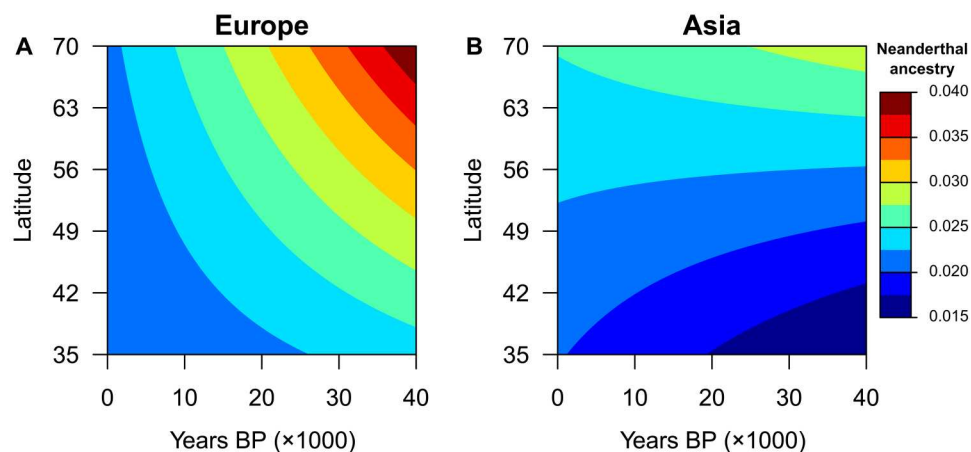 Europe
Asia
A
B
Neanderthal
ancestry
70
63
56
49
42
35
Latitude
0
10
20
30
40
Years BP (×1000)
70
63
56
49
42
35
Latitude
0
10
20
30
40
Years BP (×1000)
0.040
0.035
0.030
0.025
0.020
0.015